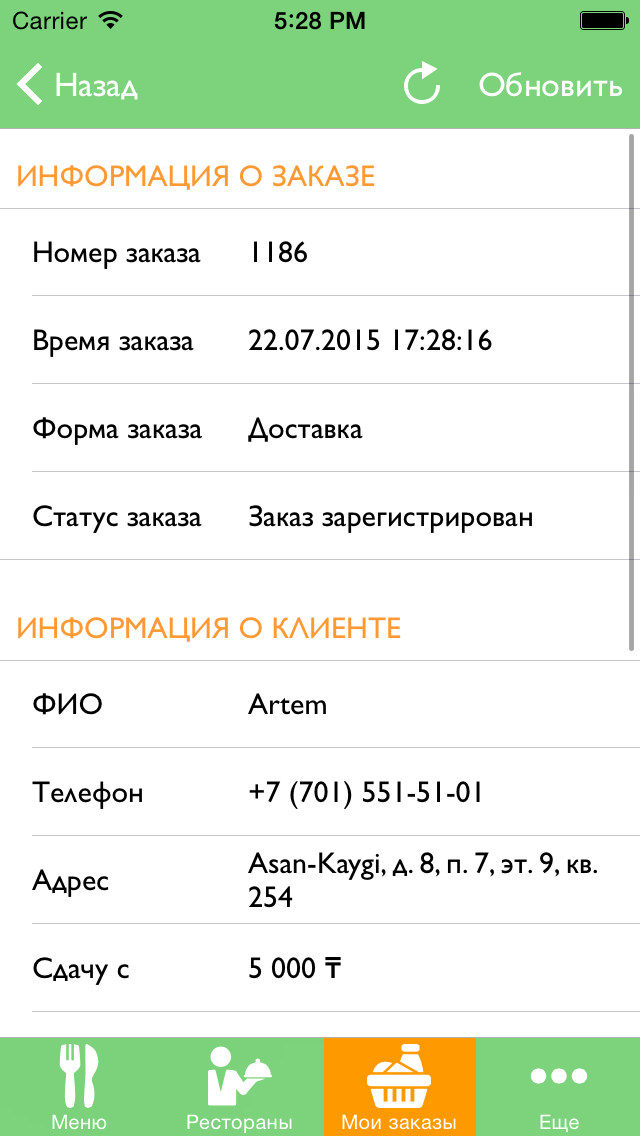 Carrier 5:28 PM
Назад Обновить
ИНФОРМАЦИЯ О ЗАКАЗЕ
Номер заказа 1186
Время заказа 22.07.2015 17:28:16
Форма заказа Доставка
Статус заказа Заказ зарегистрирован
ИНФОРМАЦИЯ О КЛИЕНТЕ
ФИО Artem
Телефон +7 (701) 551-51-01
Адрес Asan-Kaygi, д. 8, п. 7, эт. 9, кв.
254
Сдачу с 5 000 ₸
Меню Рестораны Мои заказы Еще